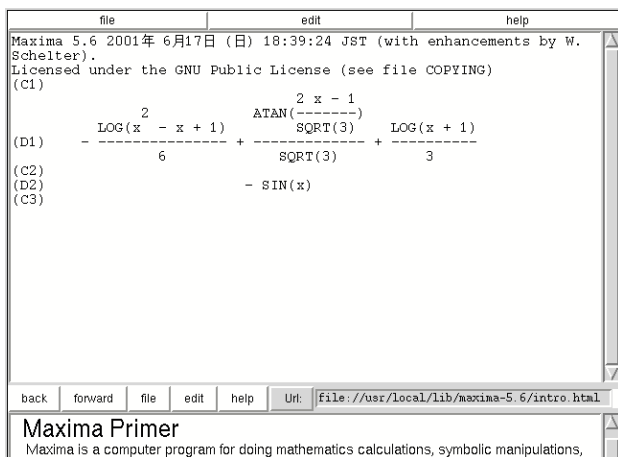 file edit help
Maxima 5.6 2001年 6月17日 (日) 18:39:24 JST (with enhancements by W.
Schelter).
Licensed under the GNU Public License (see file COPYING)
(C1)
2 x - 1
2 ATAN(-------)
LOG(x - x + 1) SQRT(3) LOG(x + 1)
(D1) - --------------- + ------------- + ----------
6 SQRT(3) 3
(C2)
(D2) - SIN(x)
(C3)
back forward file edit help Url: file://usr/local/lib/maxima-5.6/intro.html
Maxima Primer
Maxima is a computer program for doing mathematics calculations, symbolic manipulations,